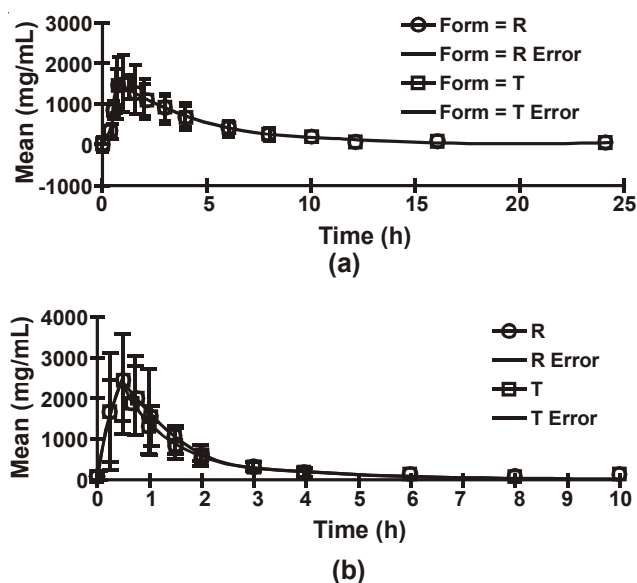 3000
2000
1000
0
-1000
Mean (mg/mL)
Form = R
Form = R Error
Form = T
Form = T Error
0 5 10 15 20 25
Time (h)
(a)
4000
3000
2000
1000
0
Mean (mg/mL)
R
R Error
T
T Error
0 1 2 3 4 5 6 7 8 9 10
Time (h)
(b)